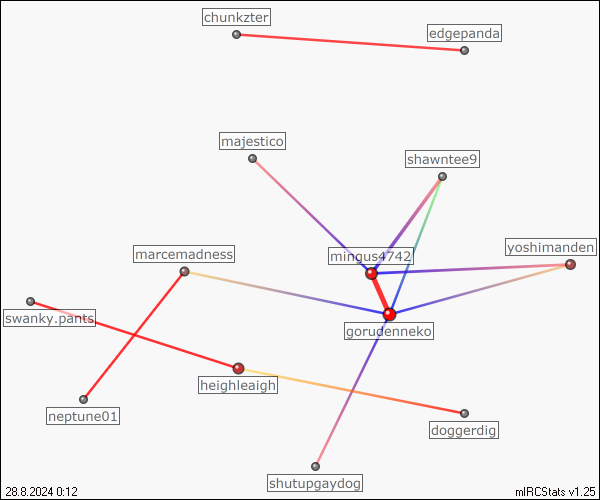 chunkzter
edgepanda
majestico
shawntee9
yoshimanden
marcemadness
mingus4742
swanky.pants
gorudenneko
heighleaigh
neptune01
doggerdig
shutupgaydog
28.8.2024 0:12
mIRCStats v1.25